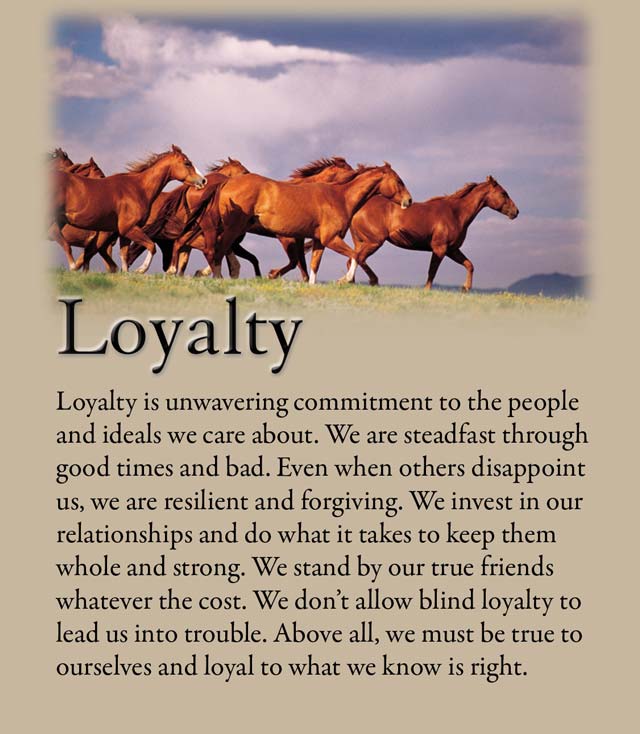 Loyalty
Loyalty is unwavering commitment to the people
and ideals we care about. We are steadfast through
good times and bad. Even when others disappoint
us, we are resilient and forgiving. We invest in our
relationships and do what it takes to keep them
whole and strong. We stand by our true friends
whatever the cost. We don’t allow blind loyalty to
lead us into trouble. Above all, we must be true to
ourselves and loyal to what we know is right.